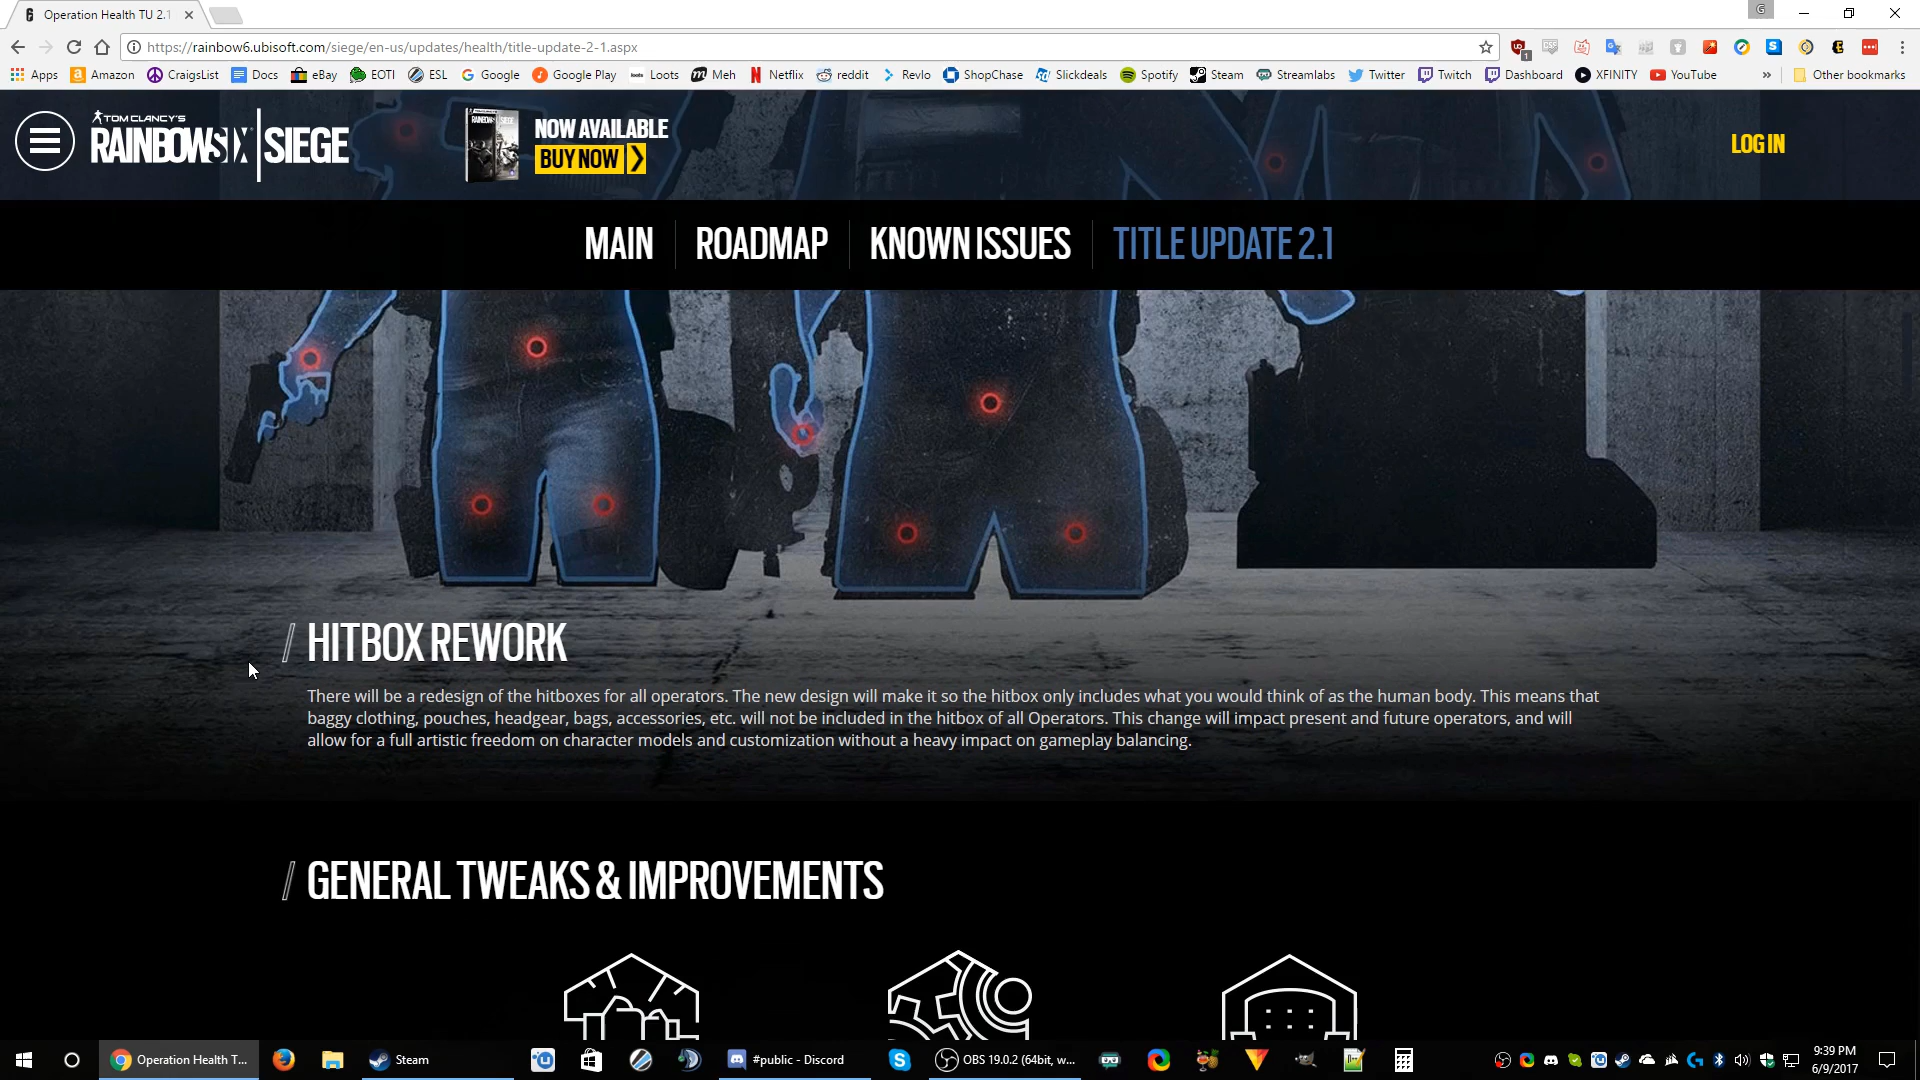 Operation Health TU 2.1
G
https://rainbow6.ubisoft.com/siege/en-us/updates/health/title-update-2-1.aspx
Apps Amazon CraigsList Docs eBay EOTI ESL Google Google Play Loots Meh Netflix reddit Revlo ShopChase Slickdeals Spotify Steam Streamlabs Twitter Twitch Dashboard XFINITY YouTube » Other bookmarks
TOM CLANCY'S
RAINBOWSIX SIEGE
NOW AVAILABLE
BUY NOW
LOG IN
MAIN ROADMAP KNOWN ISSUES TITLE UPDATE 2.1
HITBOX REWORK
There will be a redesign of the hitboxes for all operators. The new design will make it so the hitbox only includes what you would think of as the human body. This means that
baggy clothing, pouches, headgear, bags, accessories, etc. will not be included in the hitbox of all Operators. This change will impact present and future operators, and will
allow for a full artistic freedom on character models and customization without a heavy impact on gameplay balancing.
GENERAL TWEAKS & IMPROVEMENTS
Operation Health T... Steam #public - Discord OBS 19.0.2 (64bit, w...
9:39 PM
6/9/2017